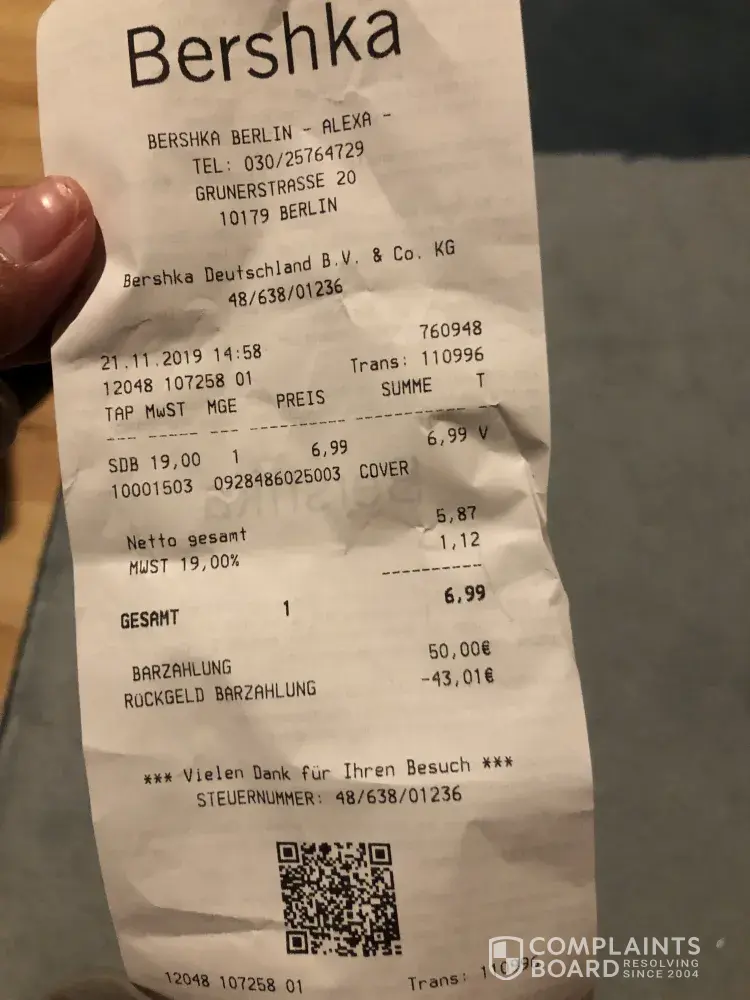 Bershka
BERSHKA BERLIN - ALEXA -
TEL: 030/25764729
GRUNERSTRASSE 20
10179 BERLIN
Bershka Deutschland B.V. & Co. KG
48/638/01236
760948
21.11.2019 14:58
Trans: 110996
12048 107258 01
TAP MwST MGE PREIS SUMME T
SDB 19,00 1 6,99 6,99 V
10001503 0928486025003 COVER
Netto gesamt 5,87
MWST 19,00% 1,12
GESAMT 1 6,99
BARZAHLUNG 50,00€
RÜCKGELD BARZAHLUNG -43,01€
*** Vielen Dank für Ihren Besuch ***
STEUERNUMMER: 48/638/01236
12048 107258 01 Trans:
COMPLAINTS
BOARD RESOLVING
SINCE 2004